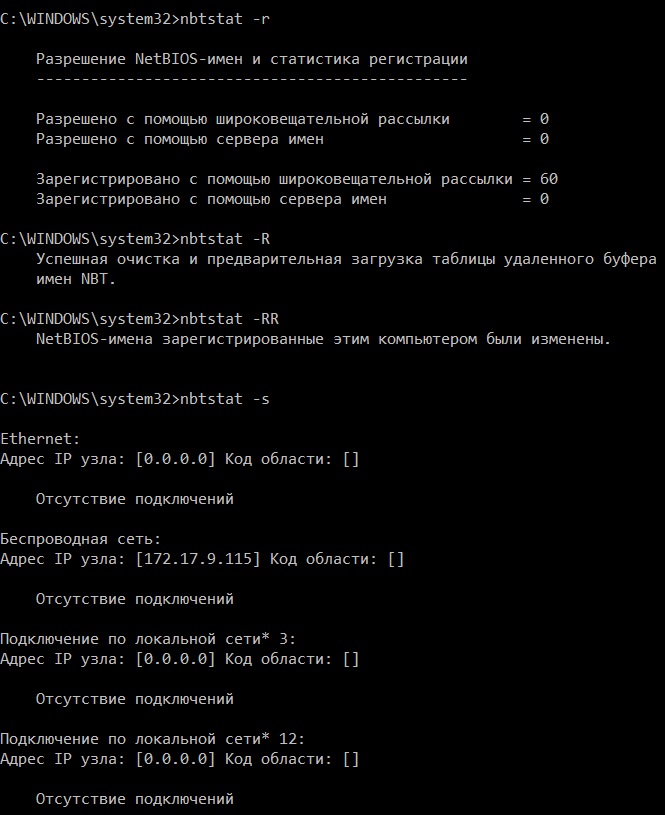 C:\WINDOWS\system32>nbtstat -r
Разрешение NetBIOS-имен и статистика регистрации
------------------------------------------------
Разрешено с помощью широковещательной рассылки        = 0
Разрешено с помощью сервера имен                      = 0
Зарегистрировано с помощью широковещательной рассылки = 60
Зарегистрировано с помощью сервера имен               = 0
C:\WINDOWS\system32>nbtstat -R
Успешная очистка и предварительная загрузка таблицы удаленного буфера
имен NBT.
C:\WINDOWS\system32>nbtstat -RR
NetBIOS-имена зарегистрированные этим компьютером были изменены.
C:\WINDOWS\system32>nbtstat -s
Ethernet:
Адрес IP узла: [0.0.0.0] Код области: []
Отсутствие подключений
Беспроводная сеть:
Адрес IP узла: [172.17.9.115] Код области: []
Отсутствие подключений
Подключение по локальной сети* 3:
Адрес IP узла: [0.0.0.0] Код области: []
Отсутствие подключений
Подключение по локальной сети* 12:
Адрес IP узла: [0.0.0.0] Код области: []
Отсутствие подключений